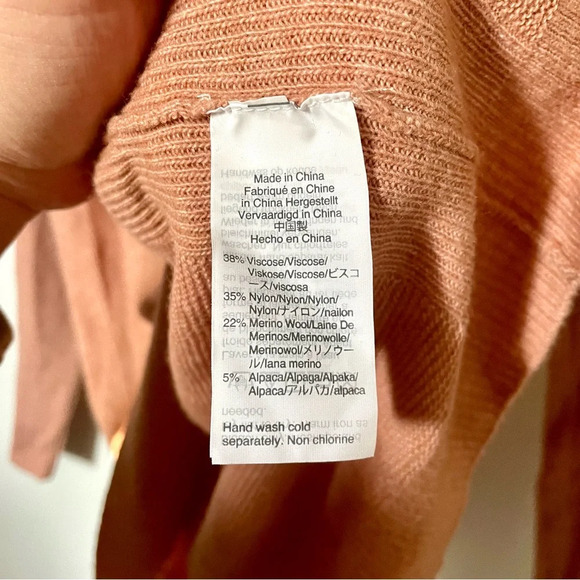 Made in China
Fabriqué en Chine
in China Hergestellt
Vervaardigd in China
中国製
Hecho en China
38% Viscose/Viscose/
Viskose/Viscose/ビスコ
ース/viscosa
35% Nylon/Nylon/Nylon/
Nylon/ナイロン/nailon
22% Merino Wool/Laine De
Merinos/Merinowolle/
Merinowol/メリノウー
ル/lana merino
5% Alpaca/Alpaga/Alpaka/
Alpaca/アルパカ/alpaca
Hand wash cold
separately. Non chlorine